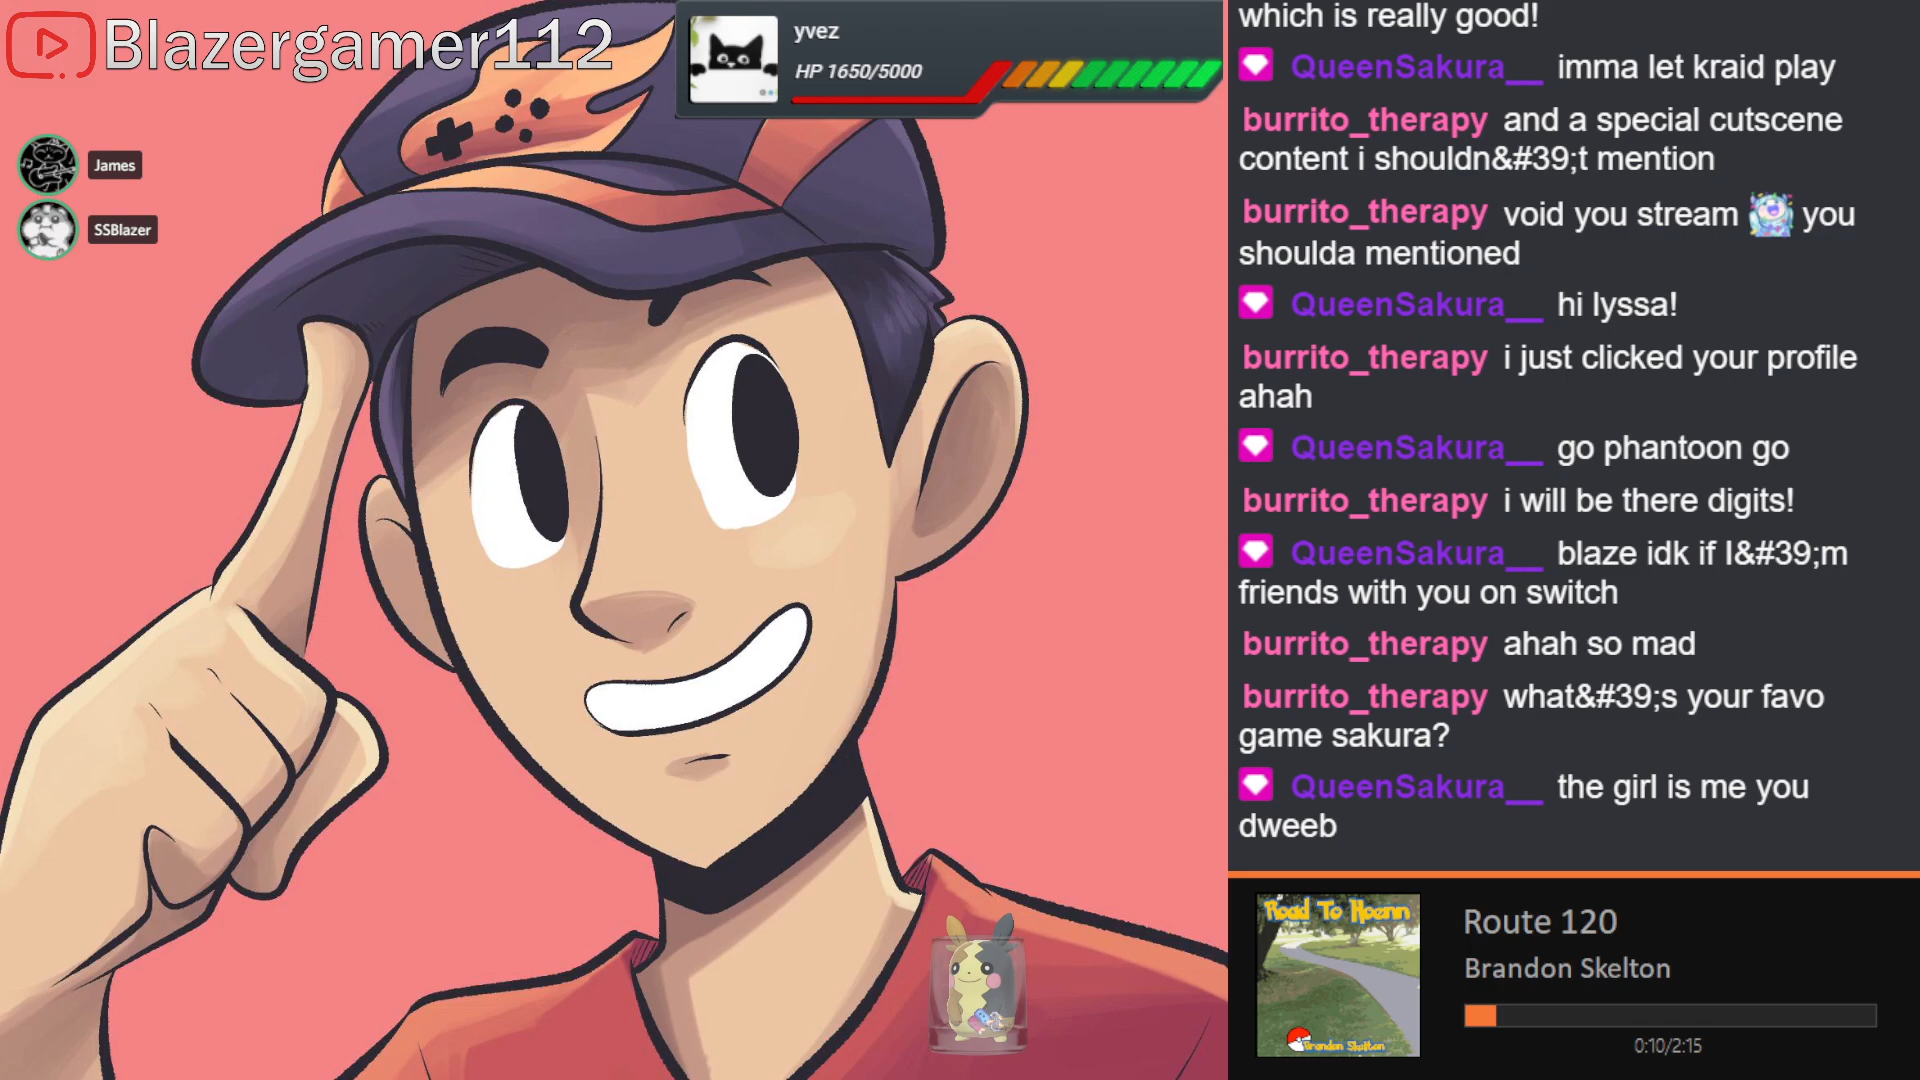 Blazergamer112
yvez
HP 1650/5000
James
SSBlazer
which is really good!
QueenSakura__ imma let kraid play
burrito_therapy and a special cutscene
content i shouldn&#39;t mention
burrito_therapy void you stream you
shoulda mentioned
QueenSakura__ hi lyssa!
burrito_therapy i just clicked your profile
ahah
QueenSakura__ go phantoon go
burrito_therapy i will be there digits!
QueenSakura__ blaze idk if I&#39;m
friends with you on switch
burrito_therapy ahah so mad
burrito_therapy what&#39;s your favo
game sakura?
QueenSakura__ the girl is me you
dweeb
Road To Hoenn
Brandon Skelton
Route 120
Brandon Skelton
0:10/2:15